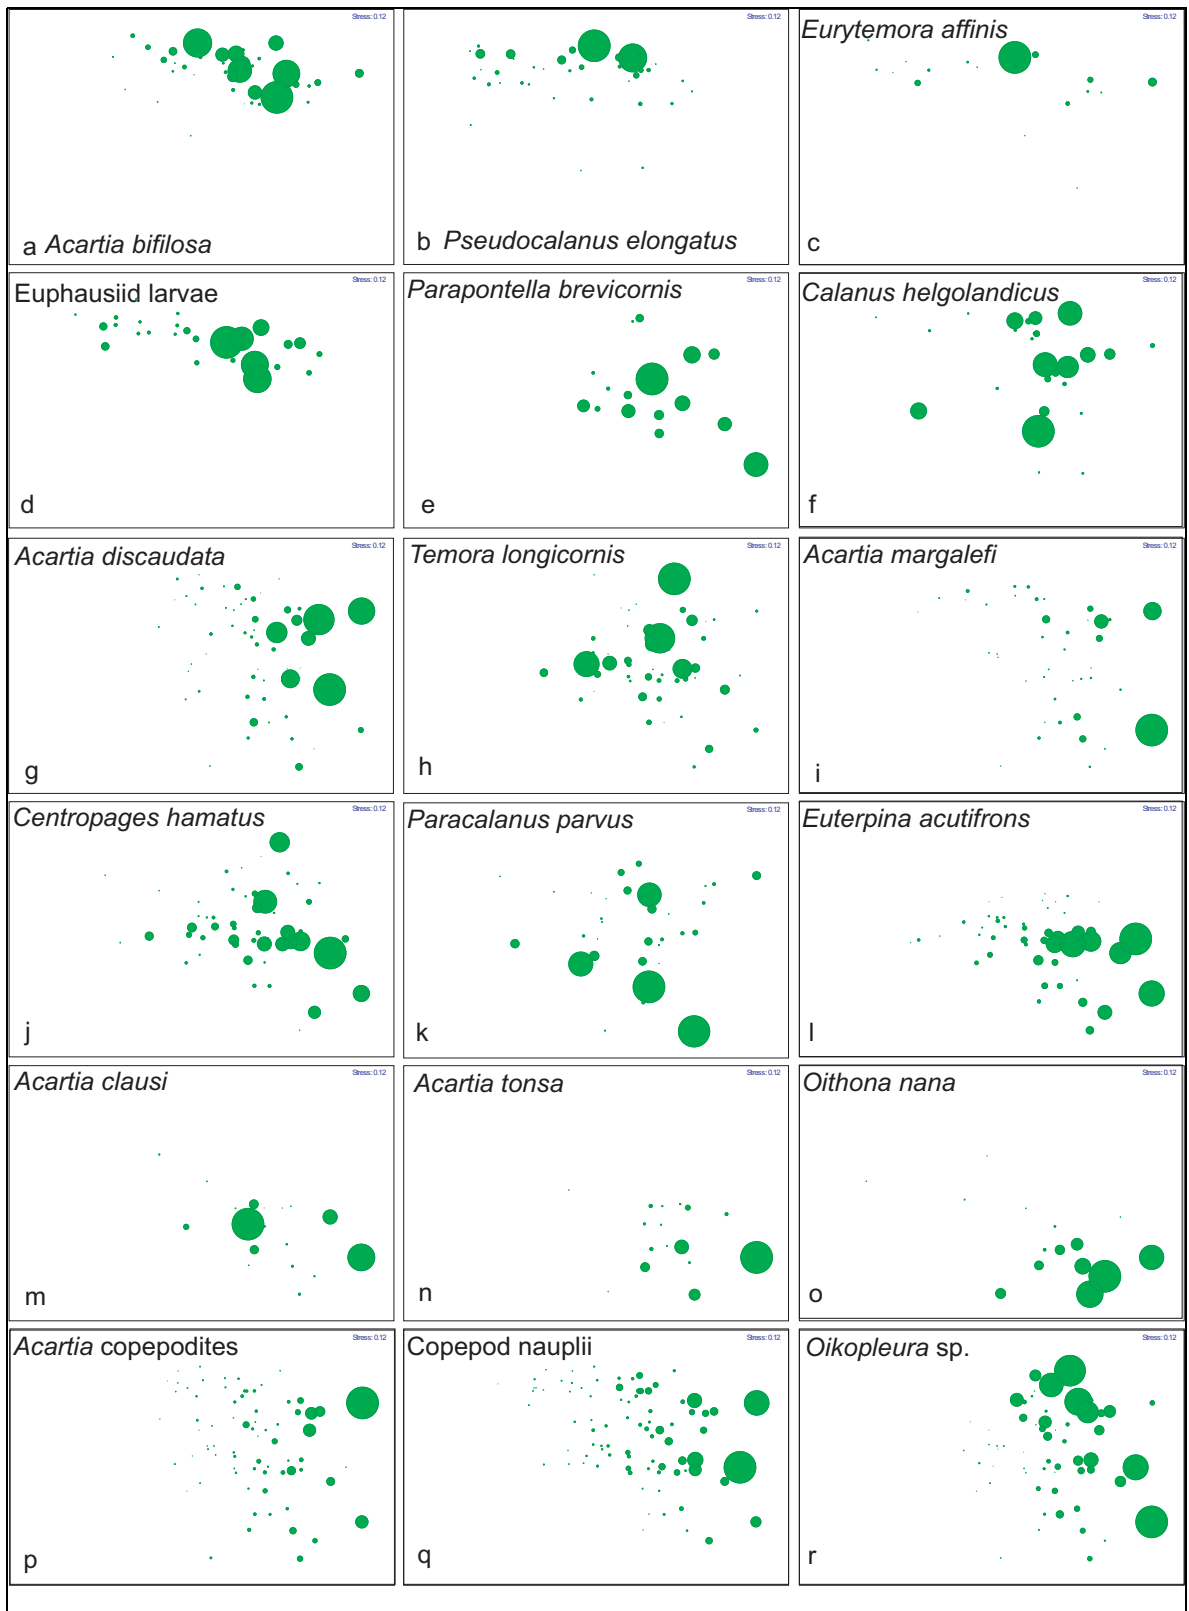 Stress: 0.12
a Acartia bifilosa
Stress: 0.12
b Pseudocalanus elongatus
Stress: 0.12
Eurytemora affinis
c
Stress: 0.12
Euphausiid larvae
d
Stress: 0.12
Parapontella brevicornis
e
Stress: 0.12
Calanus helgolandicus
f
Stress: 0.12
Acartia discaudata
g
Stress: 0.12
Temora longicornis
h
Stress: 0.12
Acartia margalefi
i
Stress: 0.12
Centropages hamatus
j
Stress: 0.12
Paracalanus parvus
k
Stress: 0.12
Euterpina acutifrons
l
Stress: 0.12
Acartia clausi
m
Stress: 0.12
Acartia tonsa
n
Stress: 0.12
Oithona nana
o
Stress: 0.12
Acartia copepodites
p
Stress: 0.12
Copepod nauplii
q
Stress: 0.12
Oikopleura sp.
r